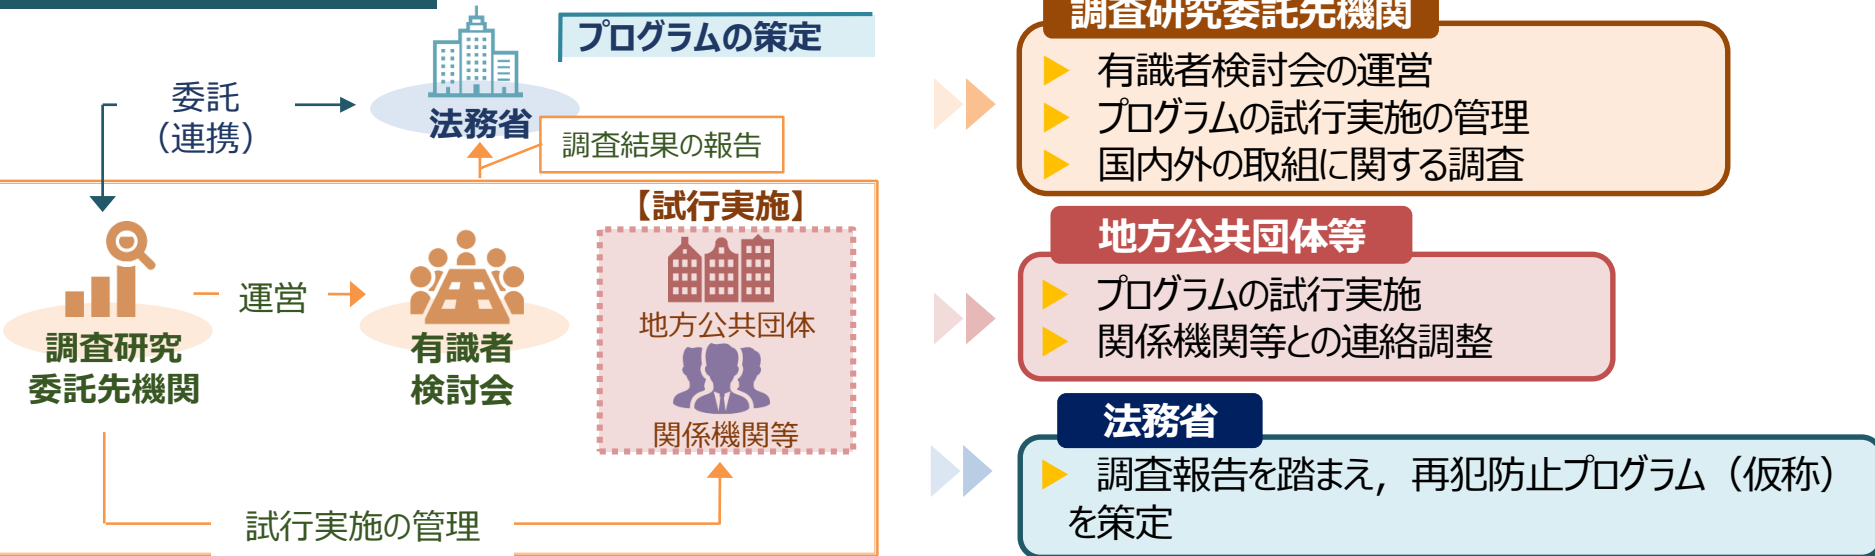 プログラムの策定
委託
（連携）
法務省
調査結果の報告
【試行実施】
地方公共団体
関係機関等
運営
調査研究
委託先機関
有識者
検討会
試行実施の管理
調査研究委託先機関
有識者検討会の運営
プログラムの試行実施の管理
国内外の取組に関する調査
地方公共団体等
プログラムの試行実施
関係機関等との連絡調整
法務省
調査報告を踏まえ，再犯防止プログラム（仮称）
を策定